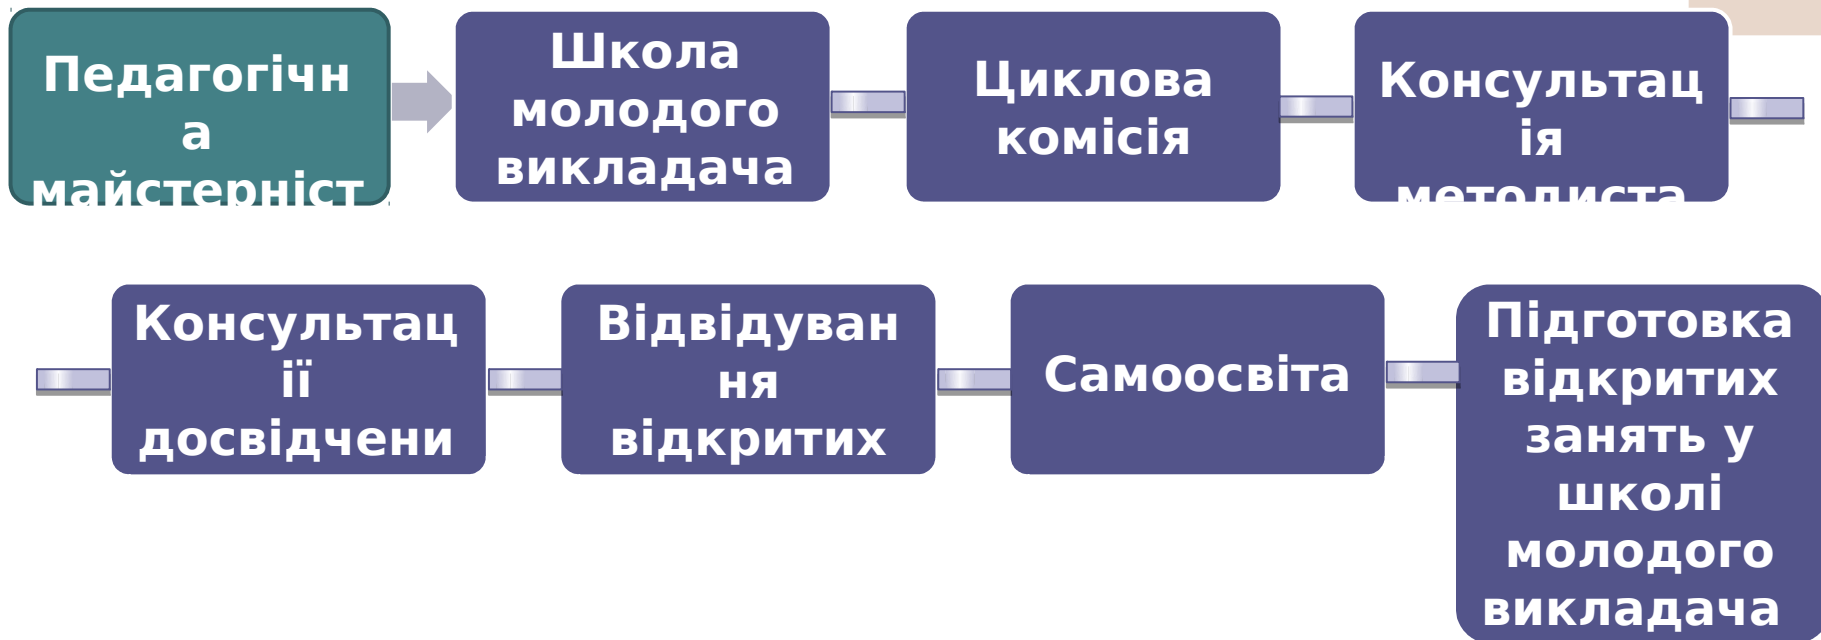 Педагогічн
а
майстерніст
Школа
молодого
викладача
Циклова
комісія
Консультац
ія
методиста
Консультац
ії
досвідчени
Відвідуван
ня
відкритих
Самоосвіта
Підготовка
відкритих
занять у
школі
молодого
викладача